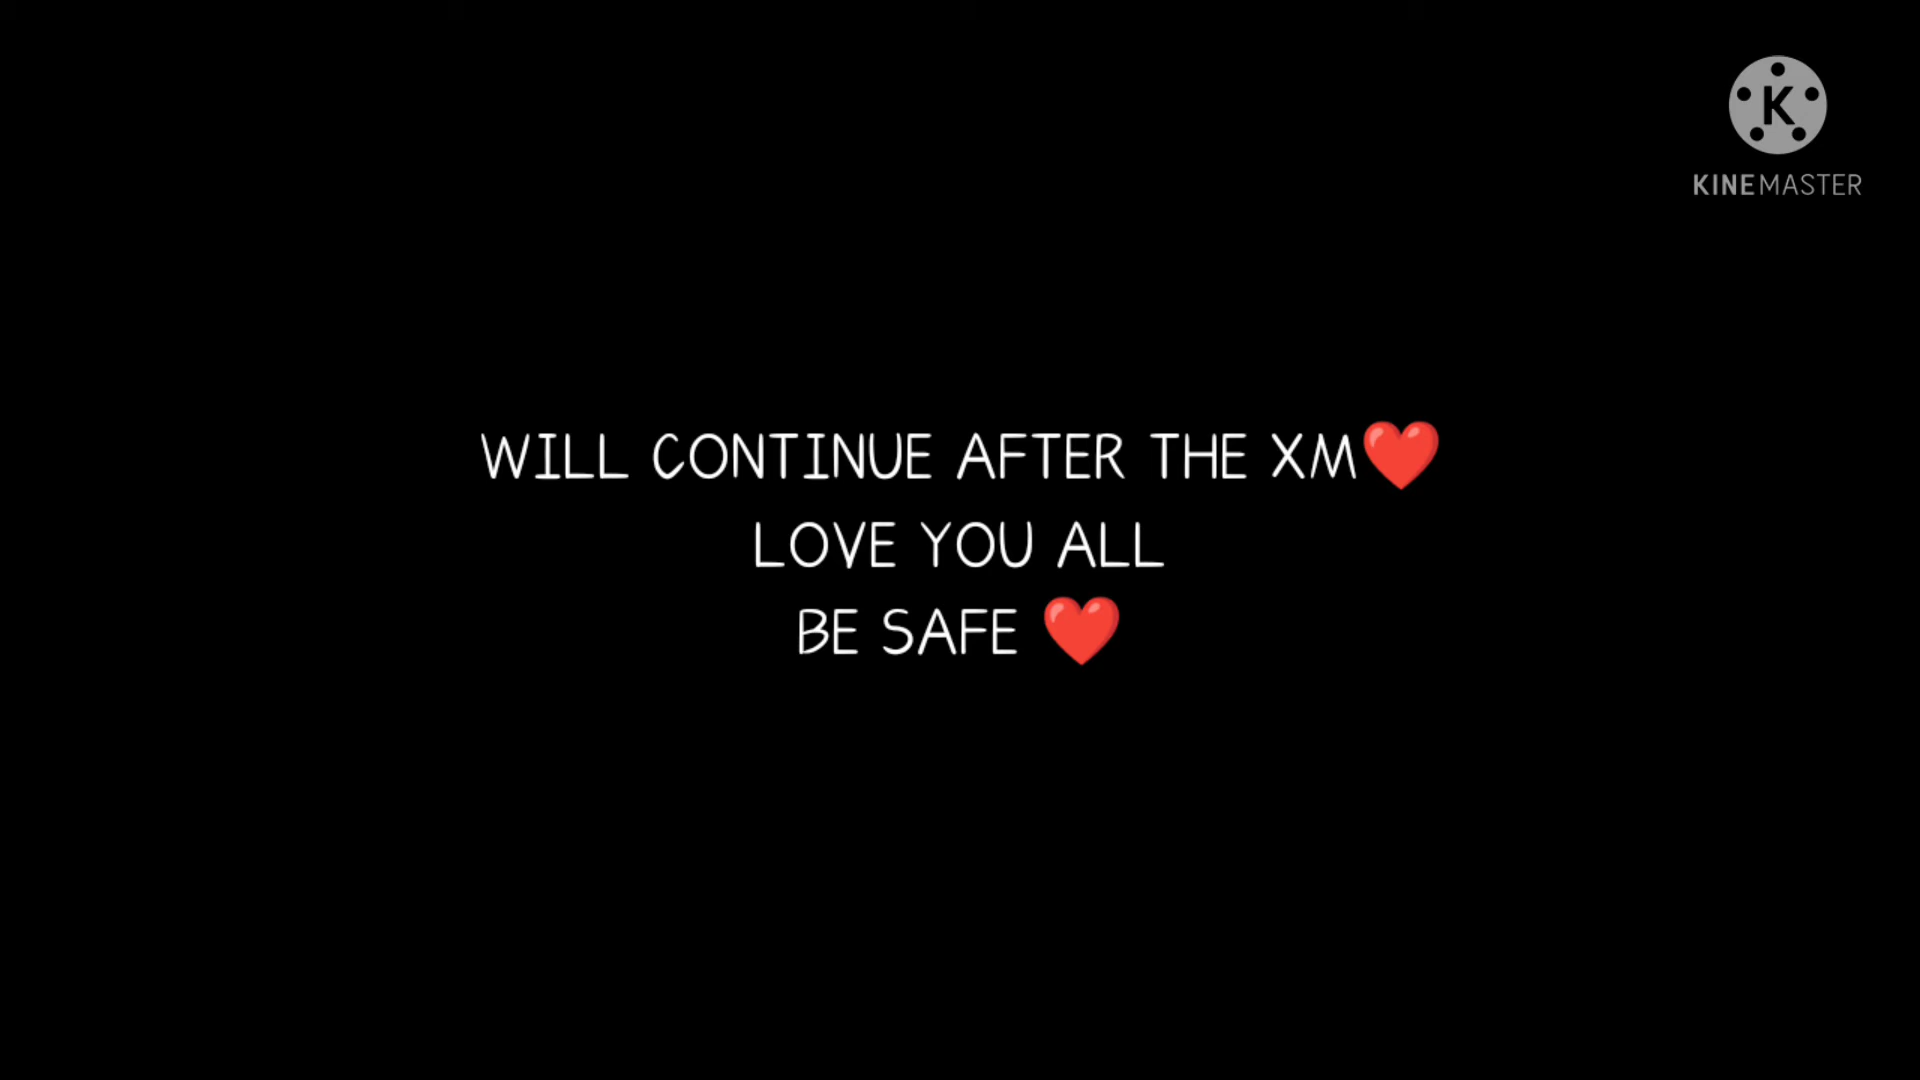 K
KINEMASTER
WILL CONTINUE AFTER THE XM❤️
LOVE YOU ALL
BE SAFE ❤️